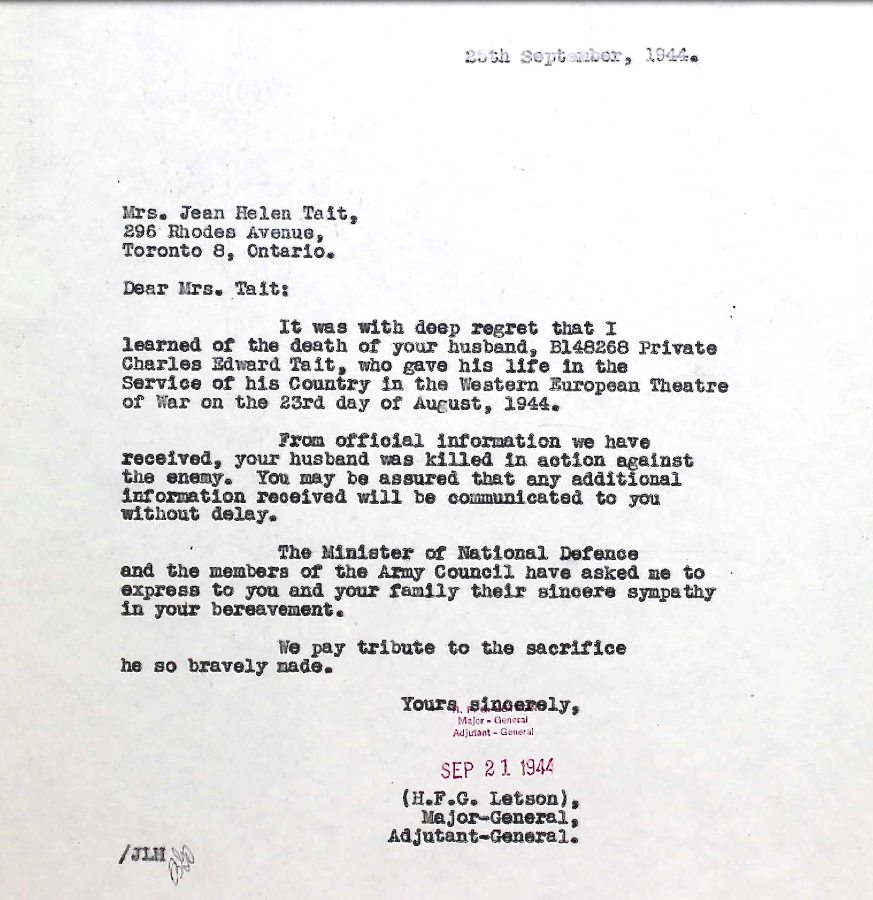 25th September, 1944.
Mrs. Jean Helen Tait,
296 Rhodes Avenue,
Toronto 8, Ontario.
Dear Mrs. Tait:
It was with deep regret that I
learned of the death of your husband, B148268 Private
Charles Edward Tait, who gave his life in the
Service of his Country in the Western European Theatre
of War on the 23rd day of August, 1944.
From official information we have
received, your husband was killed in action against
the enemy. You may be assured that any additional
information received will be communicated to you
without delay.
The Minister of National Defence
and the members of the Army Council have asked me to
express to you and your family their sincere sympathy
in your bereavement.
We pay tribute to the sacrifice
he so bravely made.
Yours sincerely,
Major - General
Adjutant - General
SEP 21 1944
(H.F.G. Letson),
Major-General,
Adjutant-General.
/JLH